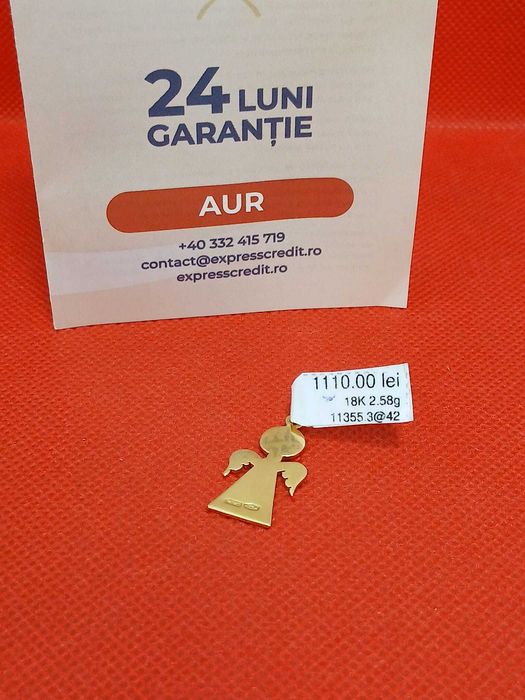 24 LUNI
GARANȚIE
AUR
+40 332 415 719
contact@expresscredit.ro
expresscredit.ro
1110.00 lei
18K 2.58g
11355 3@42